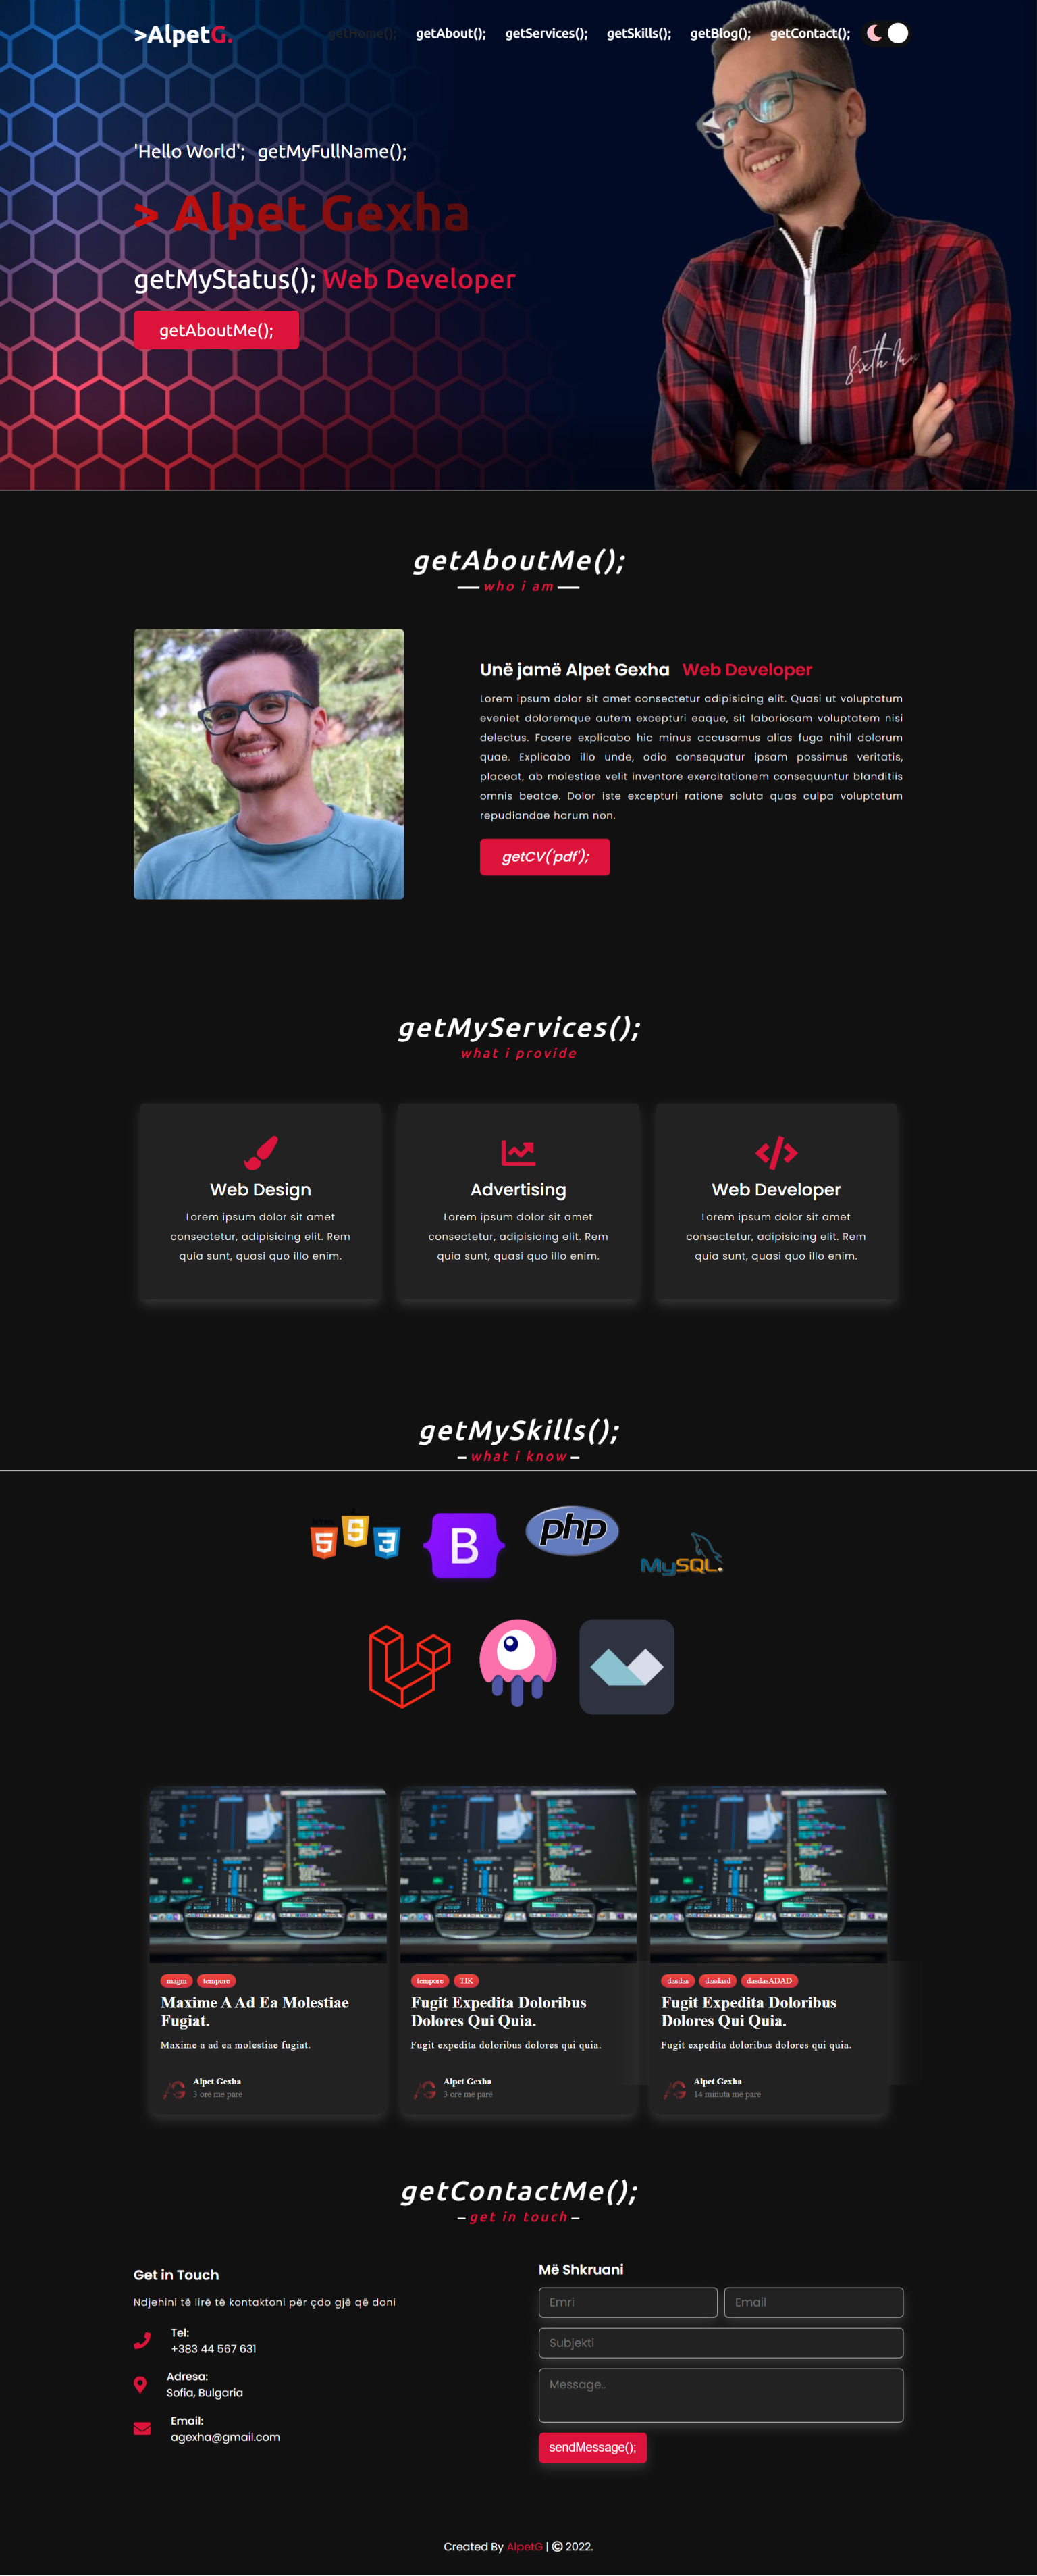 >AlpetG.
getHome(); getAbout(); getServices(); getSkills(); getBlog(); getContact();
'Hello World'; getMyFullName();
> Alpet Gexha
getMyStatus(); Web Developer
getAboutMe();
Sixth
getAboutMe();
who i am
Unë jamë Alpet Gexha Web Developer
Lorem ipsum dolor sit amet consectetur adipisicing elit. Quasi ut voluptatum
eveniet doloremque autem excepturi eaque, sit laboriosam voluptatem nisi
delectus. Facere explicabo hic minus accusamus alias fuga nihil dolorum
quae. Explicabo illo unde, odio consequatur ipsam possimus veritatis,
placeat, ab molestiae velit inventore exercitationem consequuntur blanditiis
omnis beatae. Dolor iste excepturi ratione soluta quas culpa voluptatum
repudiandae harum non.
getCV('pdf');
getMyServices();
what i provide
Web Design
Lorem ipsum dolor sit amet
consectetur, adipisicing elit. Rem
quia sunt, quasi quo illo enim.
Advertising
Lorem ipsum dolor sit amet
consectetur, adipisicing elit. Rem
quia sunt, quasi quo illo enim.
Web Developer
Lorem ipsum dolor sit amet
consectetur, adipisicing elit. Rem
quia sunt, quasi quo illo enim.
getMySkills();
what i know
5 5 3
B
php
MySQL.
magni tempore
Maxime A Ad Ea Molestiae
Fugiat.
Maxime a ad ea molestiae fugiat.
AG
Alpet Gexha
3 orë më parë
tempore TIK
Fugit Expedita Doloribus
Dolores Qui Quia.
Fugit expedita doloribus dolores qui quia.
AG
Alpet Gexha
3 orë më parë
dasdas dasdasd dasdasADAD
Fugit Expedita Doloribus
Dolores Qui Quia.
Fugit expedita doloribus dolores qui quia.
AG
Alpet Gexha
14 minuta më parë
getContactMe();
get in touch
Get in Touch
Ndjehini të lirë të kontaktoni për çdo gjë që doni
Tel:
+383 44 567 631
Adresa:
Sofia, Bulgaria
Email:
agexha@gmail.com
Më Shkruani
Emri
Email
Subjekti
Message..
sendMessage();
Created By AlpetG | © 2022.